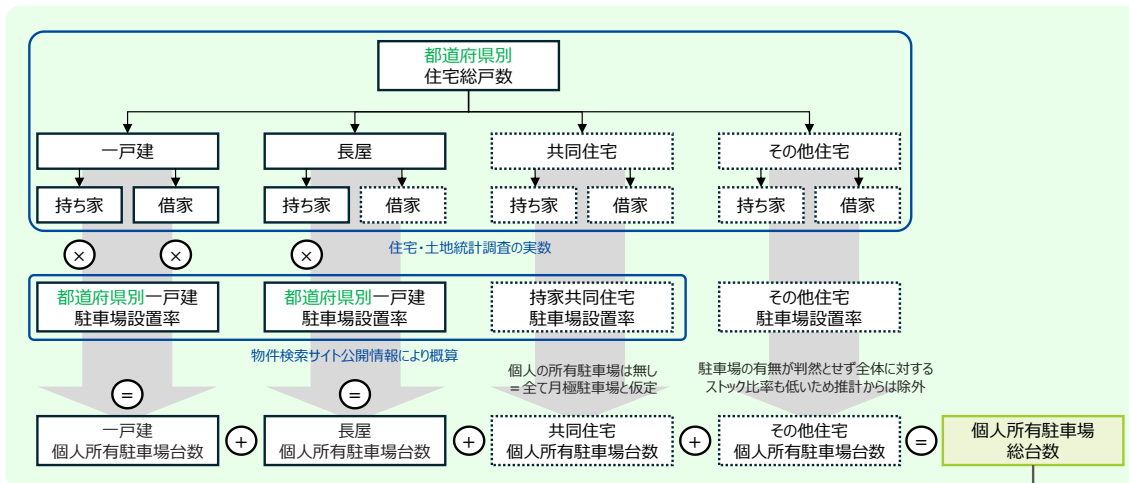 都道府県別
住宅総戸数
一戸建
長屋
共同住宅
その他住宅
持ち家
借家
持ち家
借家
持ち家
借家
持ち家
借家
住宅・土地統計調査の実数
×
×
×
都道府県別一戸建
駐車場設置率
都道府県別一戸建
駐車場設置率
持家共同住宅
駐車場設置率
その他住宅
駐車場設置率
物件検索サイト公開情報により概算
個人の所有駐車場は無し
＝全て月極駐車場と仮定
駐車場の有無が判然とせず全体に対する
ストック比率も低いため推計からは除外
=
=
一戸建
個人所有駐車場台数
+
長屋
個人所有駐車場台数
+
共同住宅
個人所有駐車場台数
+
その他住宅
個人所有駐車場台数
=
個人所有駐車場
総台数